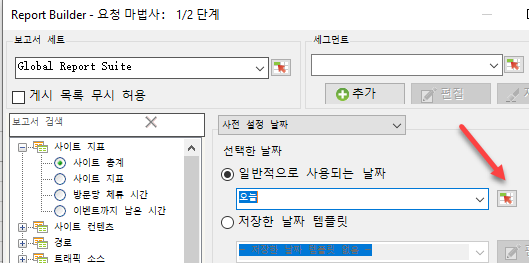 Report Builder - 요청 마법사: 1/2 단계
보고서 세트
세그먼트
Global Report Suite
게시 목록 무시 허용
추가
편집
보고서 검색
사전 설정 날짜
사이트 지표
사이트 총계
사이트 지표
방문당 체류 시간
이벤트까지 남은 시간
사이트 컨텐츠
경로
트래픽 소스
선택한 날짜
일반적으로 사용되는 날짜
오늘
저장한 날짜 템플릿